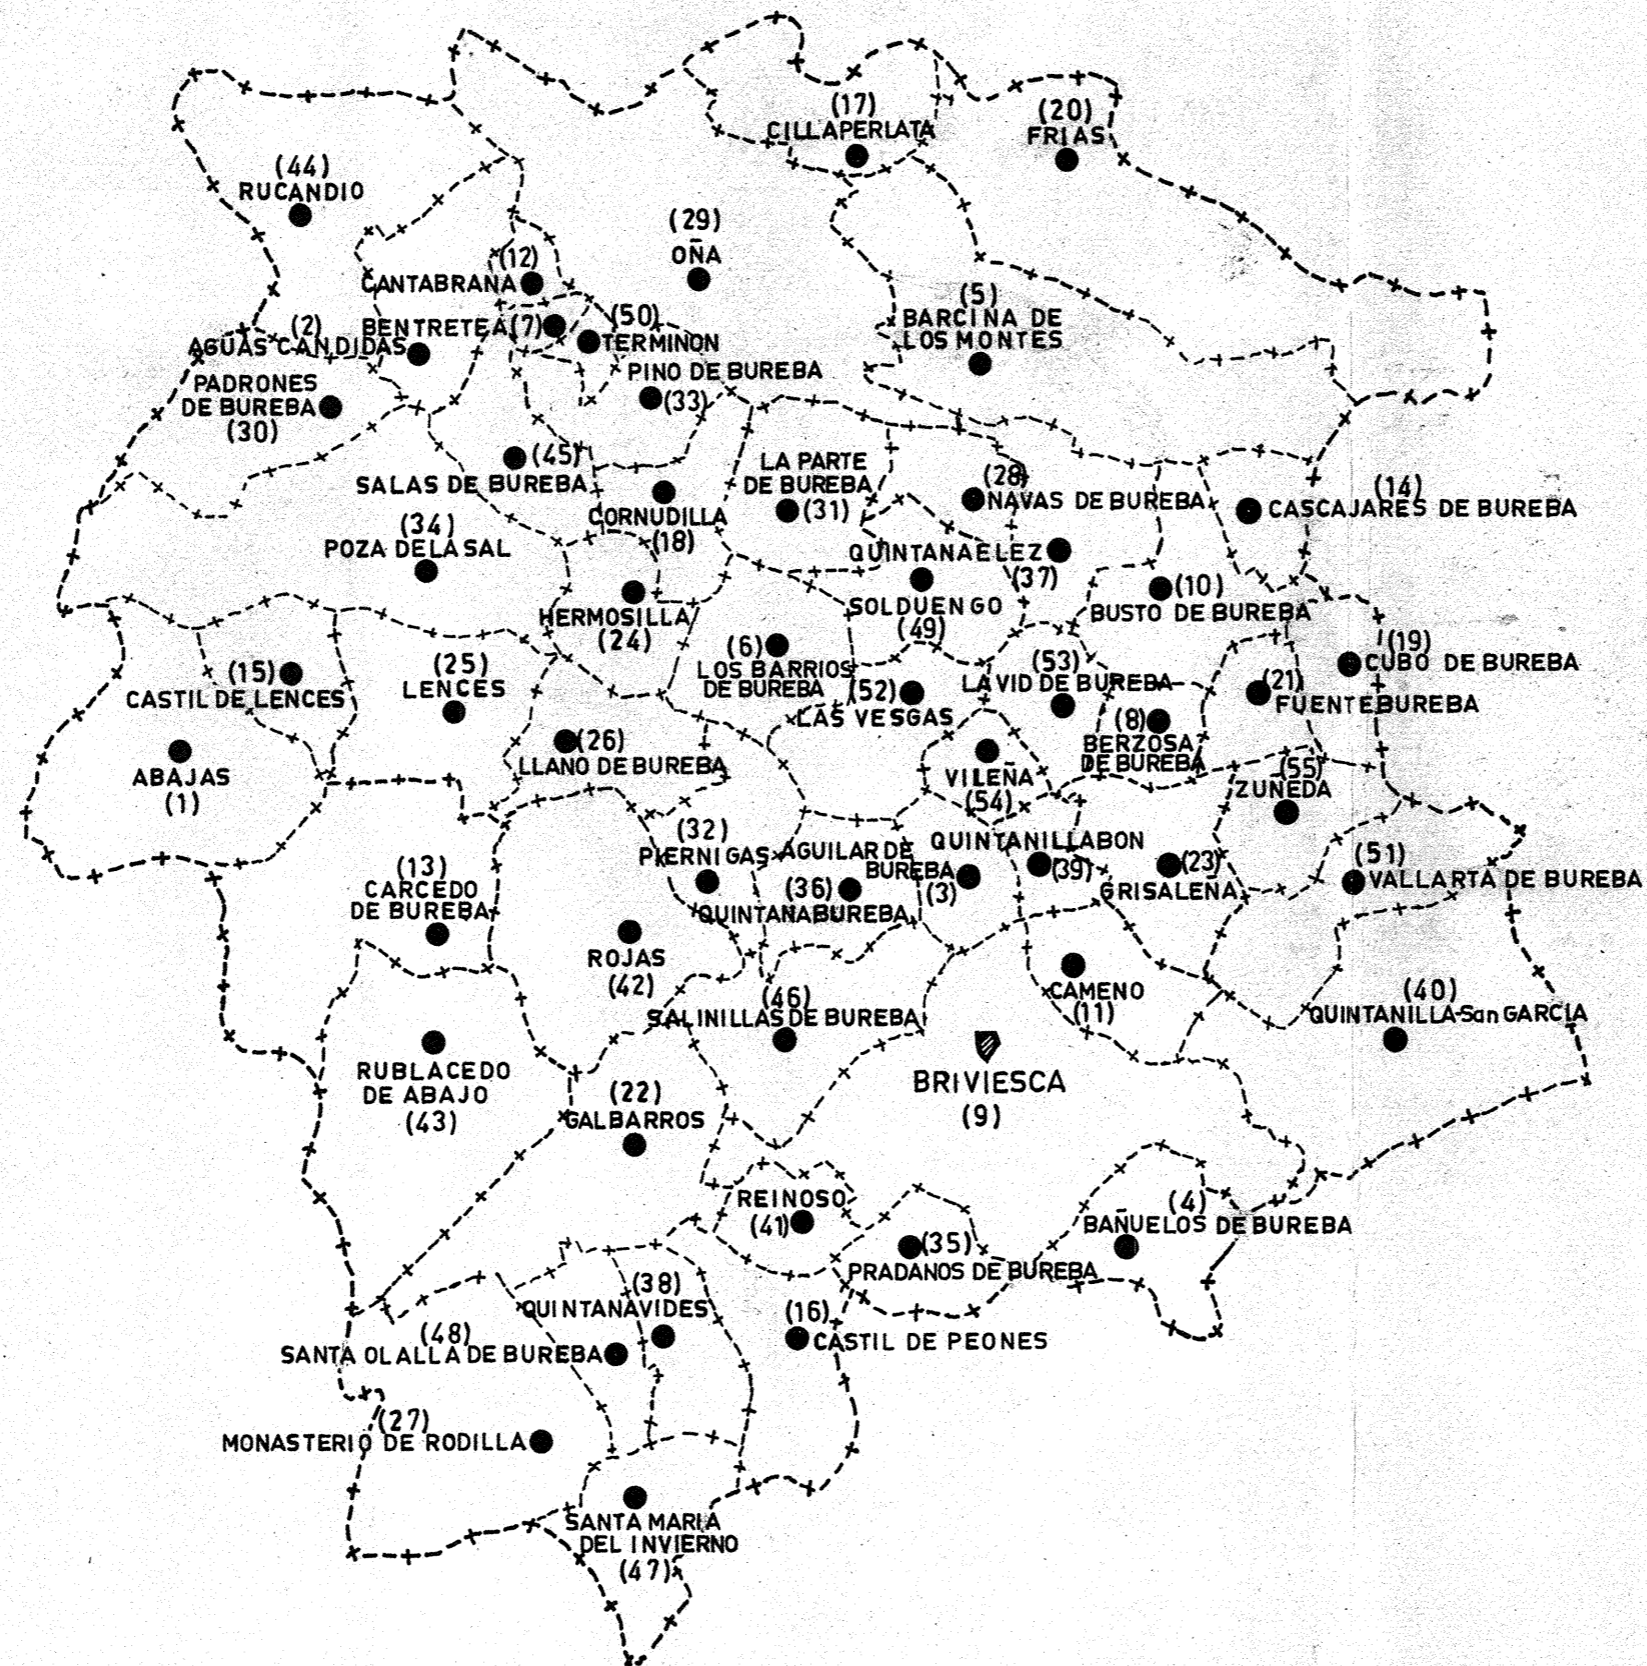 (17)
CILLAPERLATA
(20)
FRIAS
(44)
RUCANDIO
(29)
OÑA
(12)
CANTABRANA
(5)
BARCINA DE
LOS MONTES
(2)
AGUAS CANDIDAS
BENTRETEA (7)
(50)
TERMINON
PINO DE BUREBA
(33)
PADRONES
DE BUREBA
(30)
(45)
SALAS DE BUREBA
LA PARTE
DE BUREBA
(31)
(28)
NAVAS DE BUREBA
(14)
CASCAJARES DE BUREBA
CORNUDILLA
(18)
(34)
POZA DE LA SAL
QUINTANAELEZ
(37)
SOLDUENGO
(49)
(10)
BUSTO DE BUREBA
HERMOSILLA
(24)
(6)
LOS BARRIOS
DE BUREBA
(53)
LA VID DE BUREBA
(19)
CUBO DE BUREBA
(15)
CASTIL DE LENCES
(25)
LENCES
(52)
LAS VESGAS
(21)
FUENTEBUREBA
(8)
BERZOSA
DE BUREBA
(26)
LLANO DE BUREBA
ABAJAS
(1)
VILEÑA
(54)
(55)
ZUÑEDA
(32)
PIERNIGAS
AGUILAR DE
BUREBA
(3)
QUINTANILLABON
(39)
(23)
GRISALEÑA
(51)
VALLARTA DE BUREBA
(13)
CARCEDO
DE BUREBA
(36)
QUINTANABUREBA
ROJAS
(42)
CAMENO
(11)
(46)
SALINILLAS DE BUREBA
(40)
QUINTANILLA-San GARCIA
RUBLACEDO
DE ABAJO
(43)
(22)
GALBARROS
BRIVIESCA
(9)
REINOSO
(41)
(4)
BAÑUELOS DE BUREBA
(35)
PRADANOS DE BUREBA
(38)
QUINTANAVIDES
(16)
CASTIL DE PEONES
(48)
SANTA OLALLA DE BUREBA
(27)
MONASTERIO DE RODILLA
SANTA MARIA
DEL INVIERNO
(47)